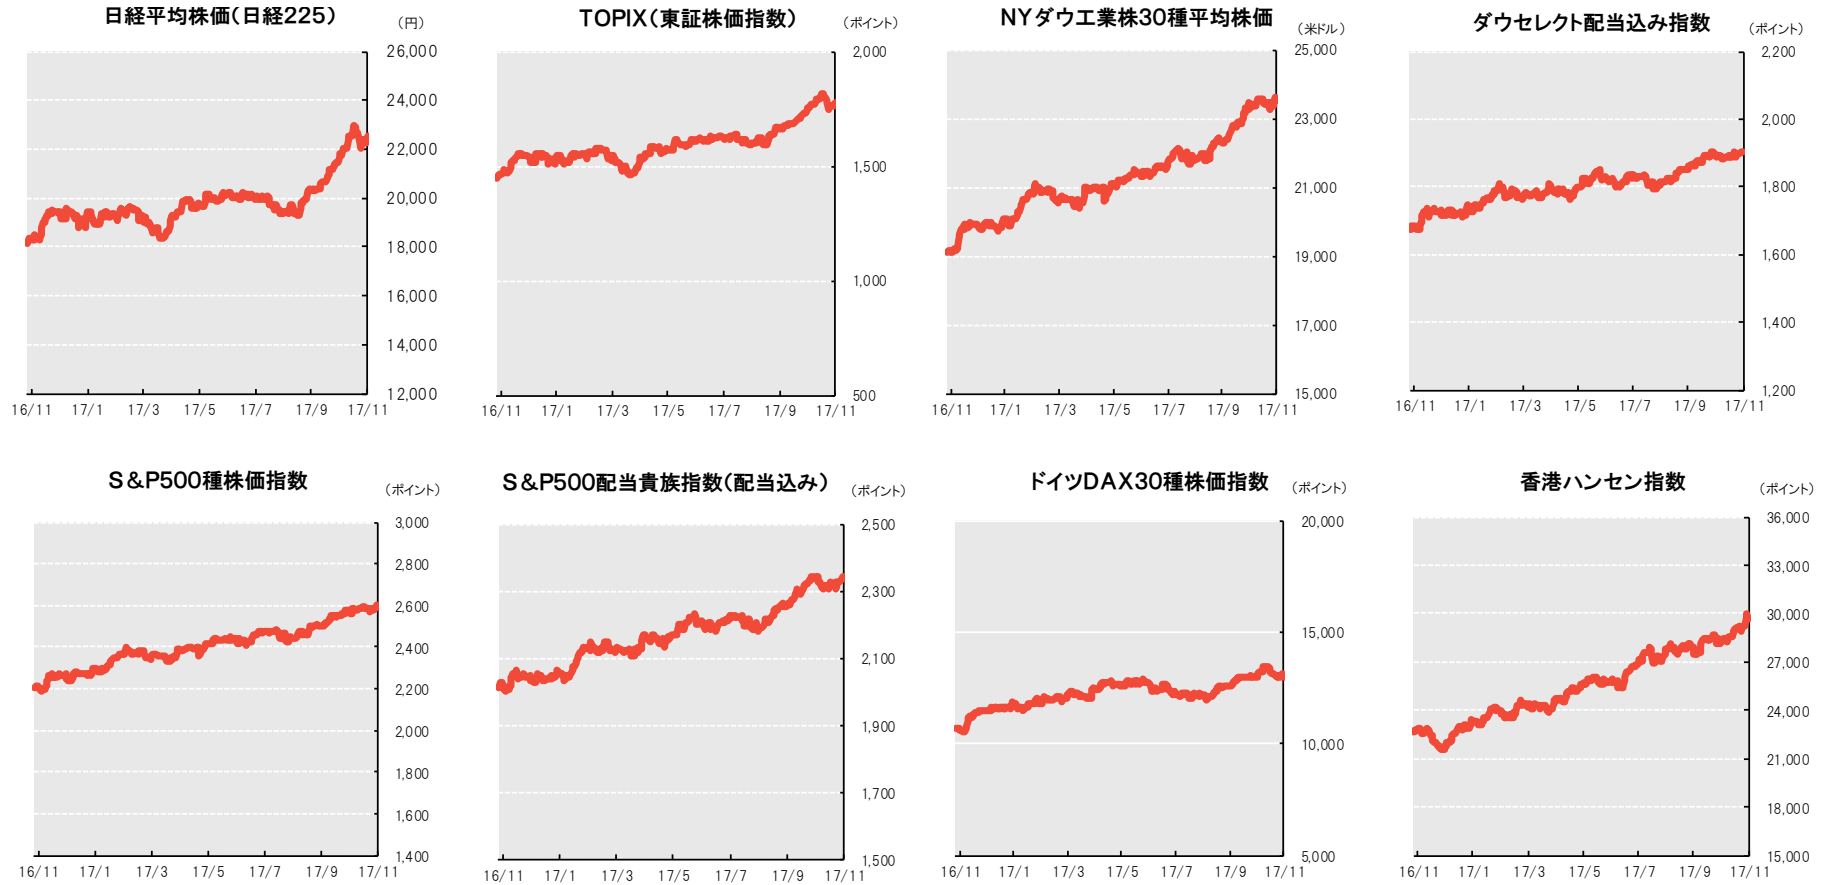 日経平均株価(日経225)
(円)
26,000
24,000
22,000
20,000
18,000
16,000
14,000
12,000
16/11 17/1 17/3 17/5 17/7 17/9 17/11
TOPIX(東証株価指数)
(ポイント)
2,000
1,500
1,000
500
16/11 17/1 17/3 17/5 17/7 17/9 17/11
NYダウ工業株30種平均株価
(米ドル)
25,000
23,000
21,000
19,000
17,000
15,000
16/11 17/1 17/3 17/5 17/7 17/9 17/11
ダウセレクト配当込み指数
(ポイント)
2,200
2,000
1,800
1,600
1,400
1,200
16/11 17/1 17/3 17/5 17/7 17/9 17/11
S&P500種株価指数
(ポイント)
3,000
2,800
2,600
2,400
2,200
2,000
1,800
1,600
1,400
16/11 17/1 17/3 17/5 17/7 17/9 17/11
S&P500配当貴族指数(配当込み)
(ポイント)
2,500
2,300
2,100
1,900
1,700
1,500
16/11 17/1 17/3 17/5 17/7 17/9 17/11
ドイツDAX30種株価指数
(ポイント)
20,000
15,000
10,000
5,000
16/11 17/1 17/3 17/5 17/7 17/9 17/11
香港ハンセン指数
(ポイント)
36,000
33,000
30,000
27,000
24,000
21,000
18,000
15,000
16/11 17/1 17/3 17/5 17/7 17/9 17/11